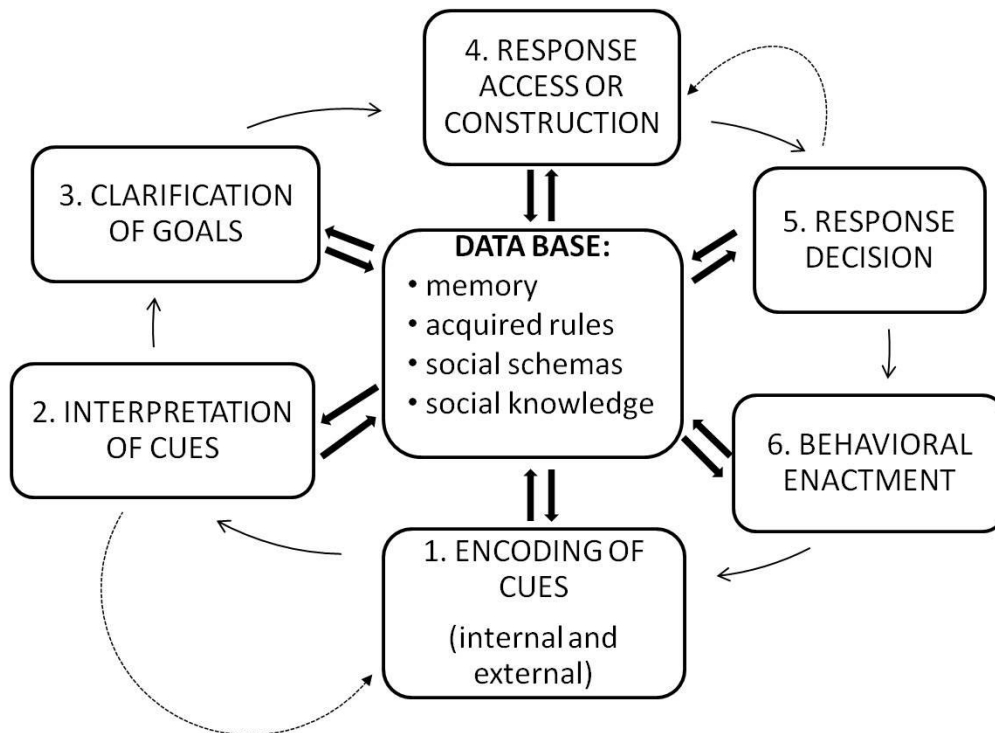 4. RESPONSE
ACCESS OR
CONSTRUCTION
3. CLARIFICATION
OF GOALS
5. RESPONSE
DECISION
DATA BASE:
• memory
• acquired rules
• social schemas
• social knowledge
2. INTERPRETATION
OF CUES
6. BEHAVIORAL
ENACTMENT
1. ENCODING OF
CUES
(internal and
external)